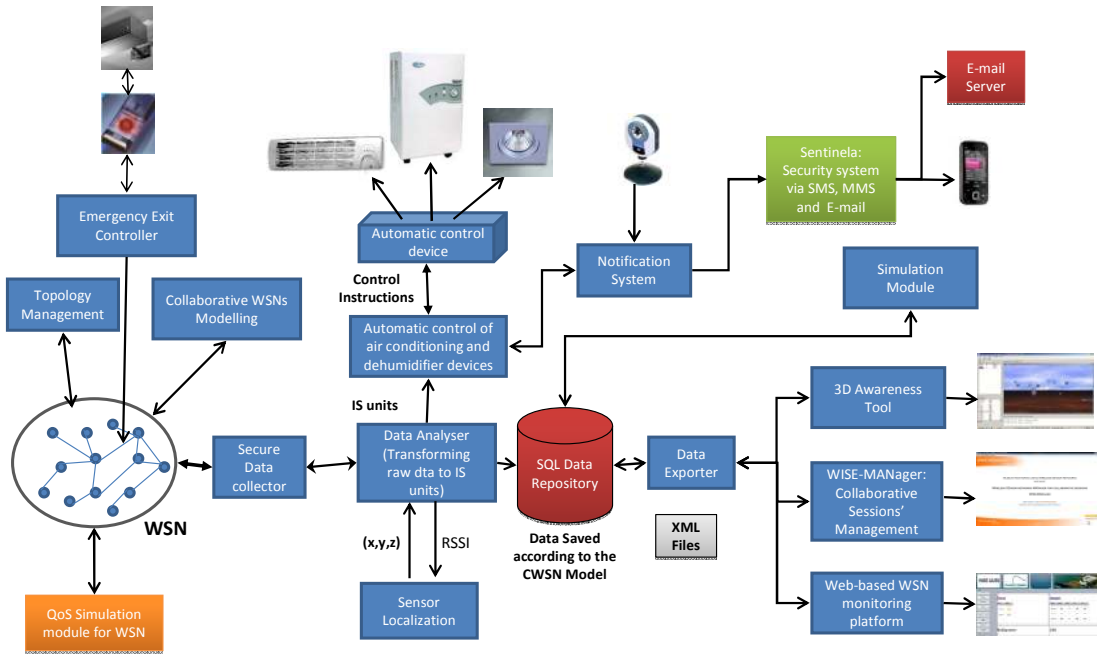 E-mail
Server
Sentinela:
Security system
via SMS, MMS
and E-mail
Emergency Exit
Controller
Automatic control
device
Notification
System
Simulation
Module
Control
Instructions
Topology
Management
Collaborative WSNs
Modelling
Automatic control of
air conditioning and
dehumidifier devices
3D Awareness
Tool
IS units
Secure
Data
collector
Data Analyser
(Transforming
raw dta to IS
units)
SQL Data
Repository
Data
Exporter
WISE-MANager:
Collaborative
Sessions'
Management
WSN
(x,y,z)
RSSI
Data Saved
according to the
CWSN Model
XML
Files
QoS Simulation
module for WSN
Sensor
Localization
Web-based WSN
monitoring
platform